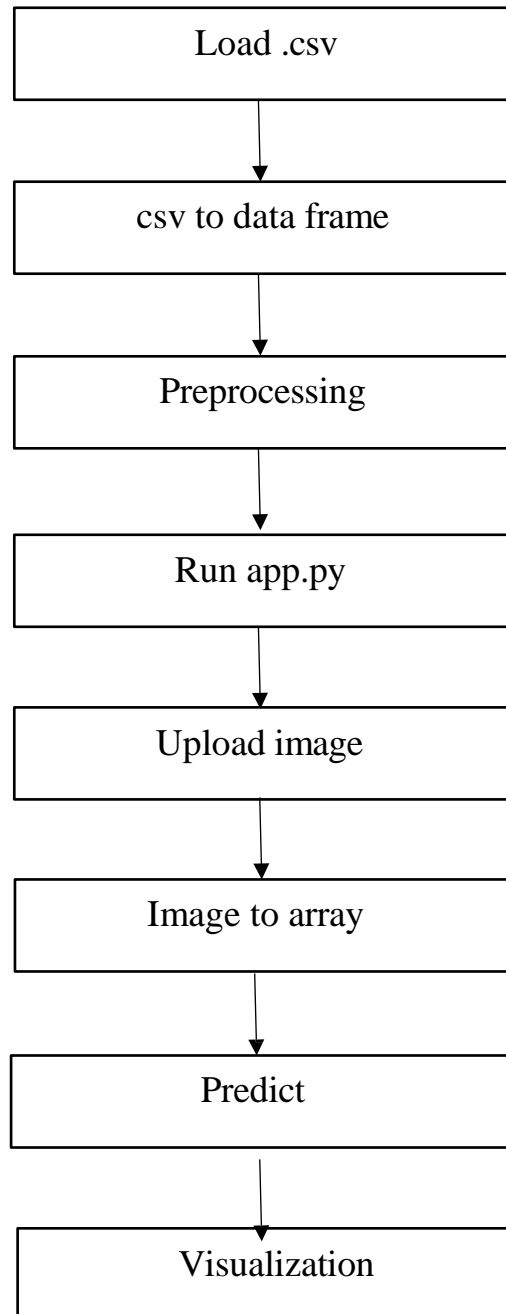 Load .csv
csv to data frame
Preprocessing
Run app.py
Upload image
Image to array
Predict
Visualization